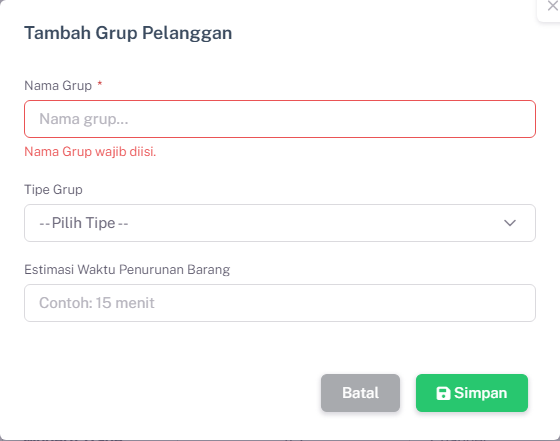 Tambah Grup Pelanggan
Nama Grup *
Nama grup...
Nama Grup wajib diisi.
Tipe Grup
-- Pilih Tipe --
Estimasi Waktu Penurunan Barang
Contoh: 15 menit
Batal
Simpan